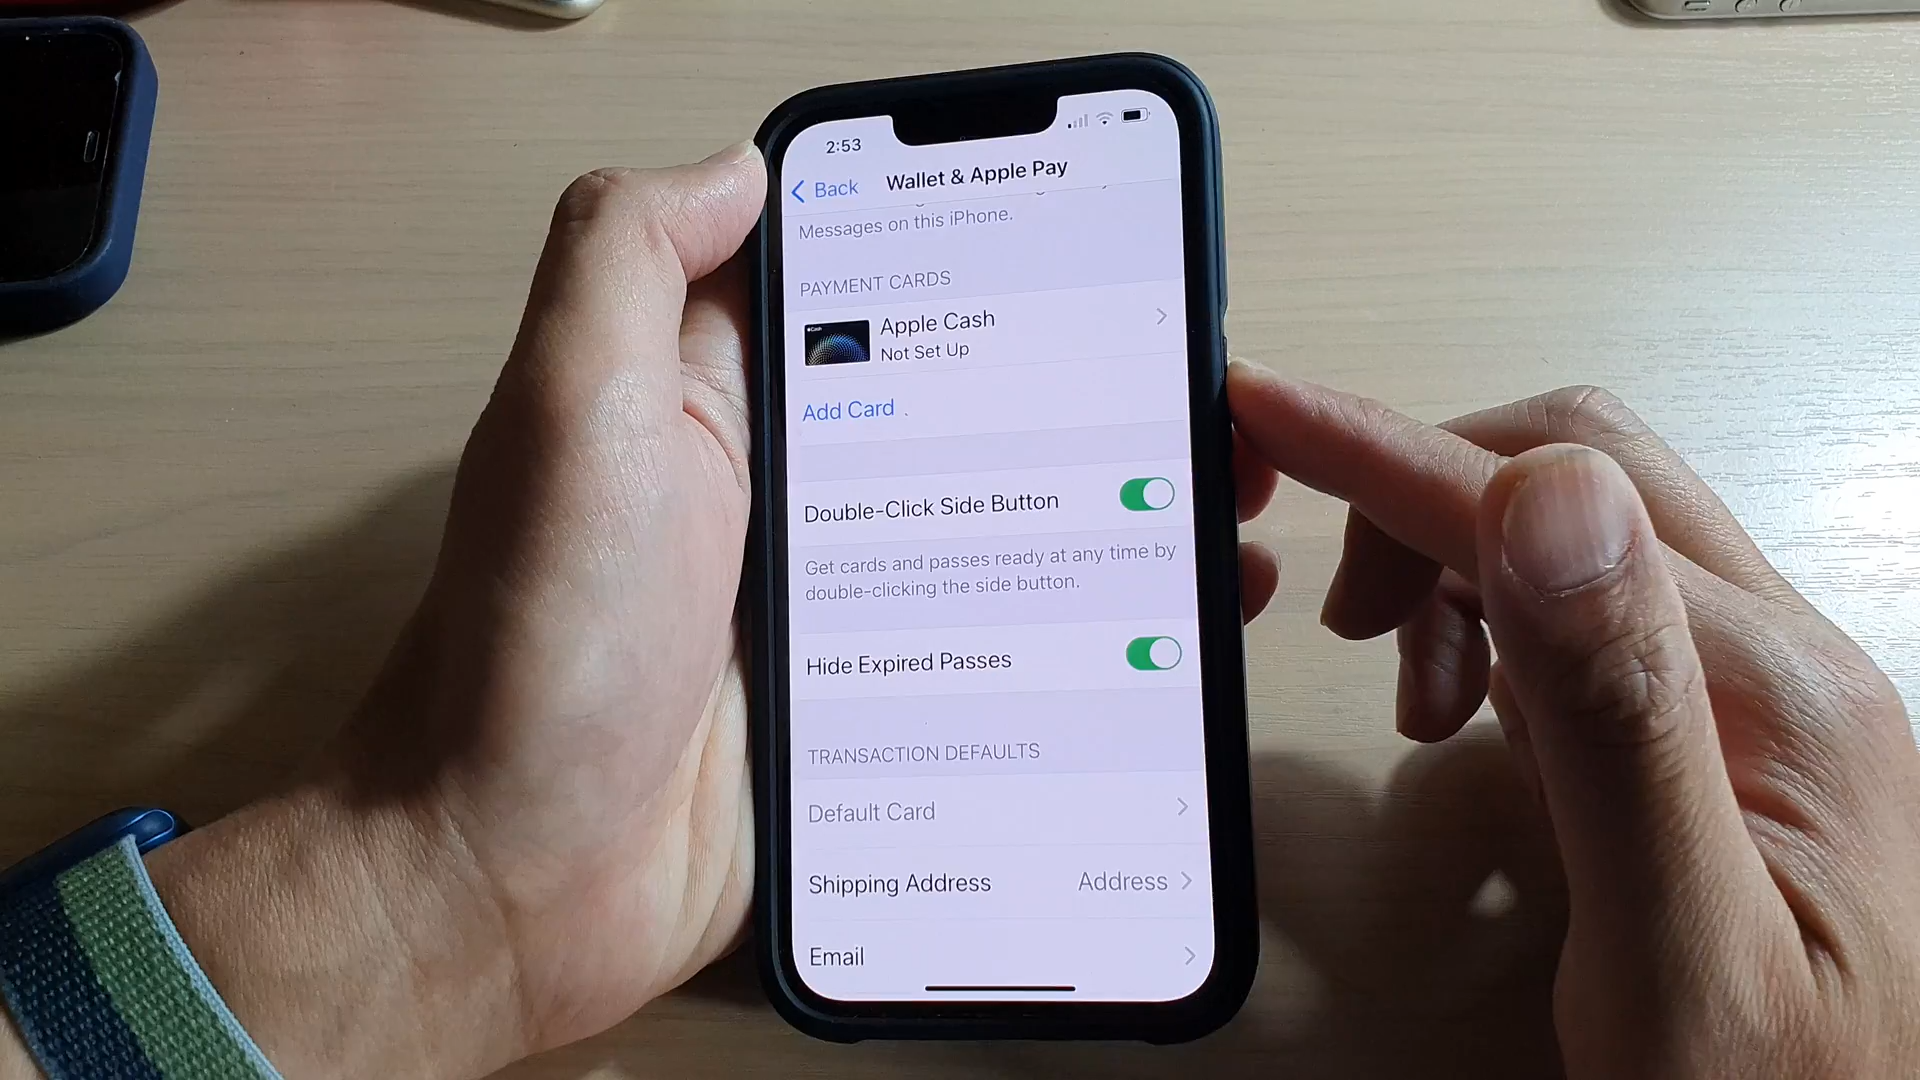 2:53
Back
Wallet & Apple Pay
Messages on this iPhone.
PAYMENT CARDS
Apple Cash
Not Set Up
Add Card
Double-Click Side Button
Get cards and passes ready at any time by
double-clicking the side button.
Hide Expired Passes
TRANSACTION DEFAULTS
Default Card
Shipping Address
Address
Email